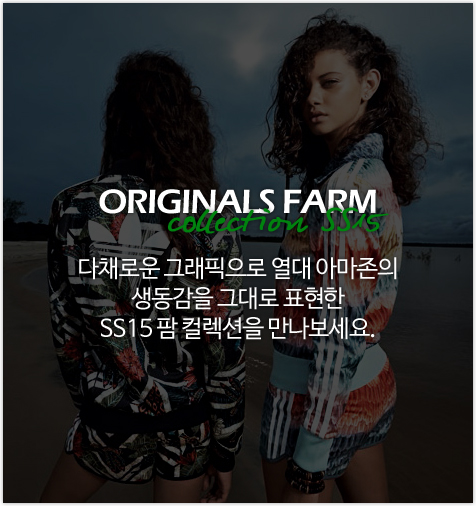 ORIGINALS FARM
collection SS15
다채로운 그래픽으로 열대 아마존의
생동감을 그대로 표현한
SS15 팜 컬렉션을 만나보세요.